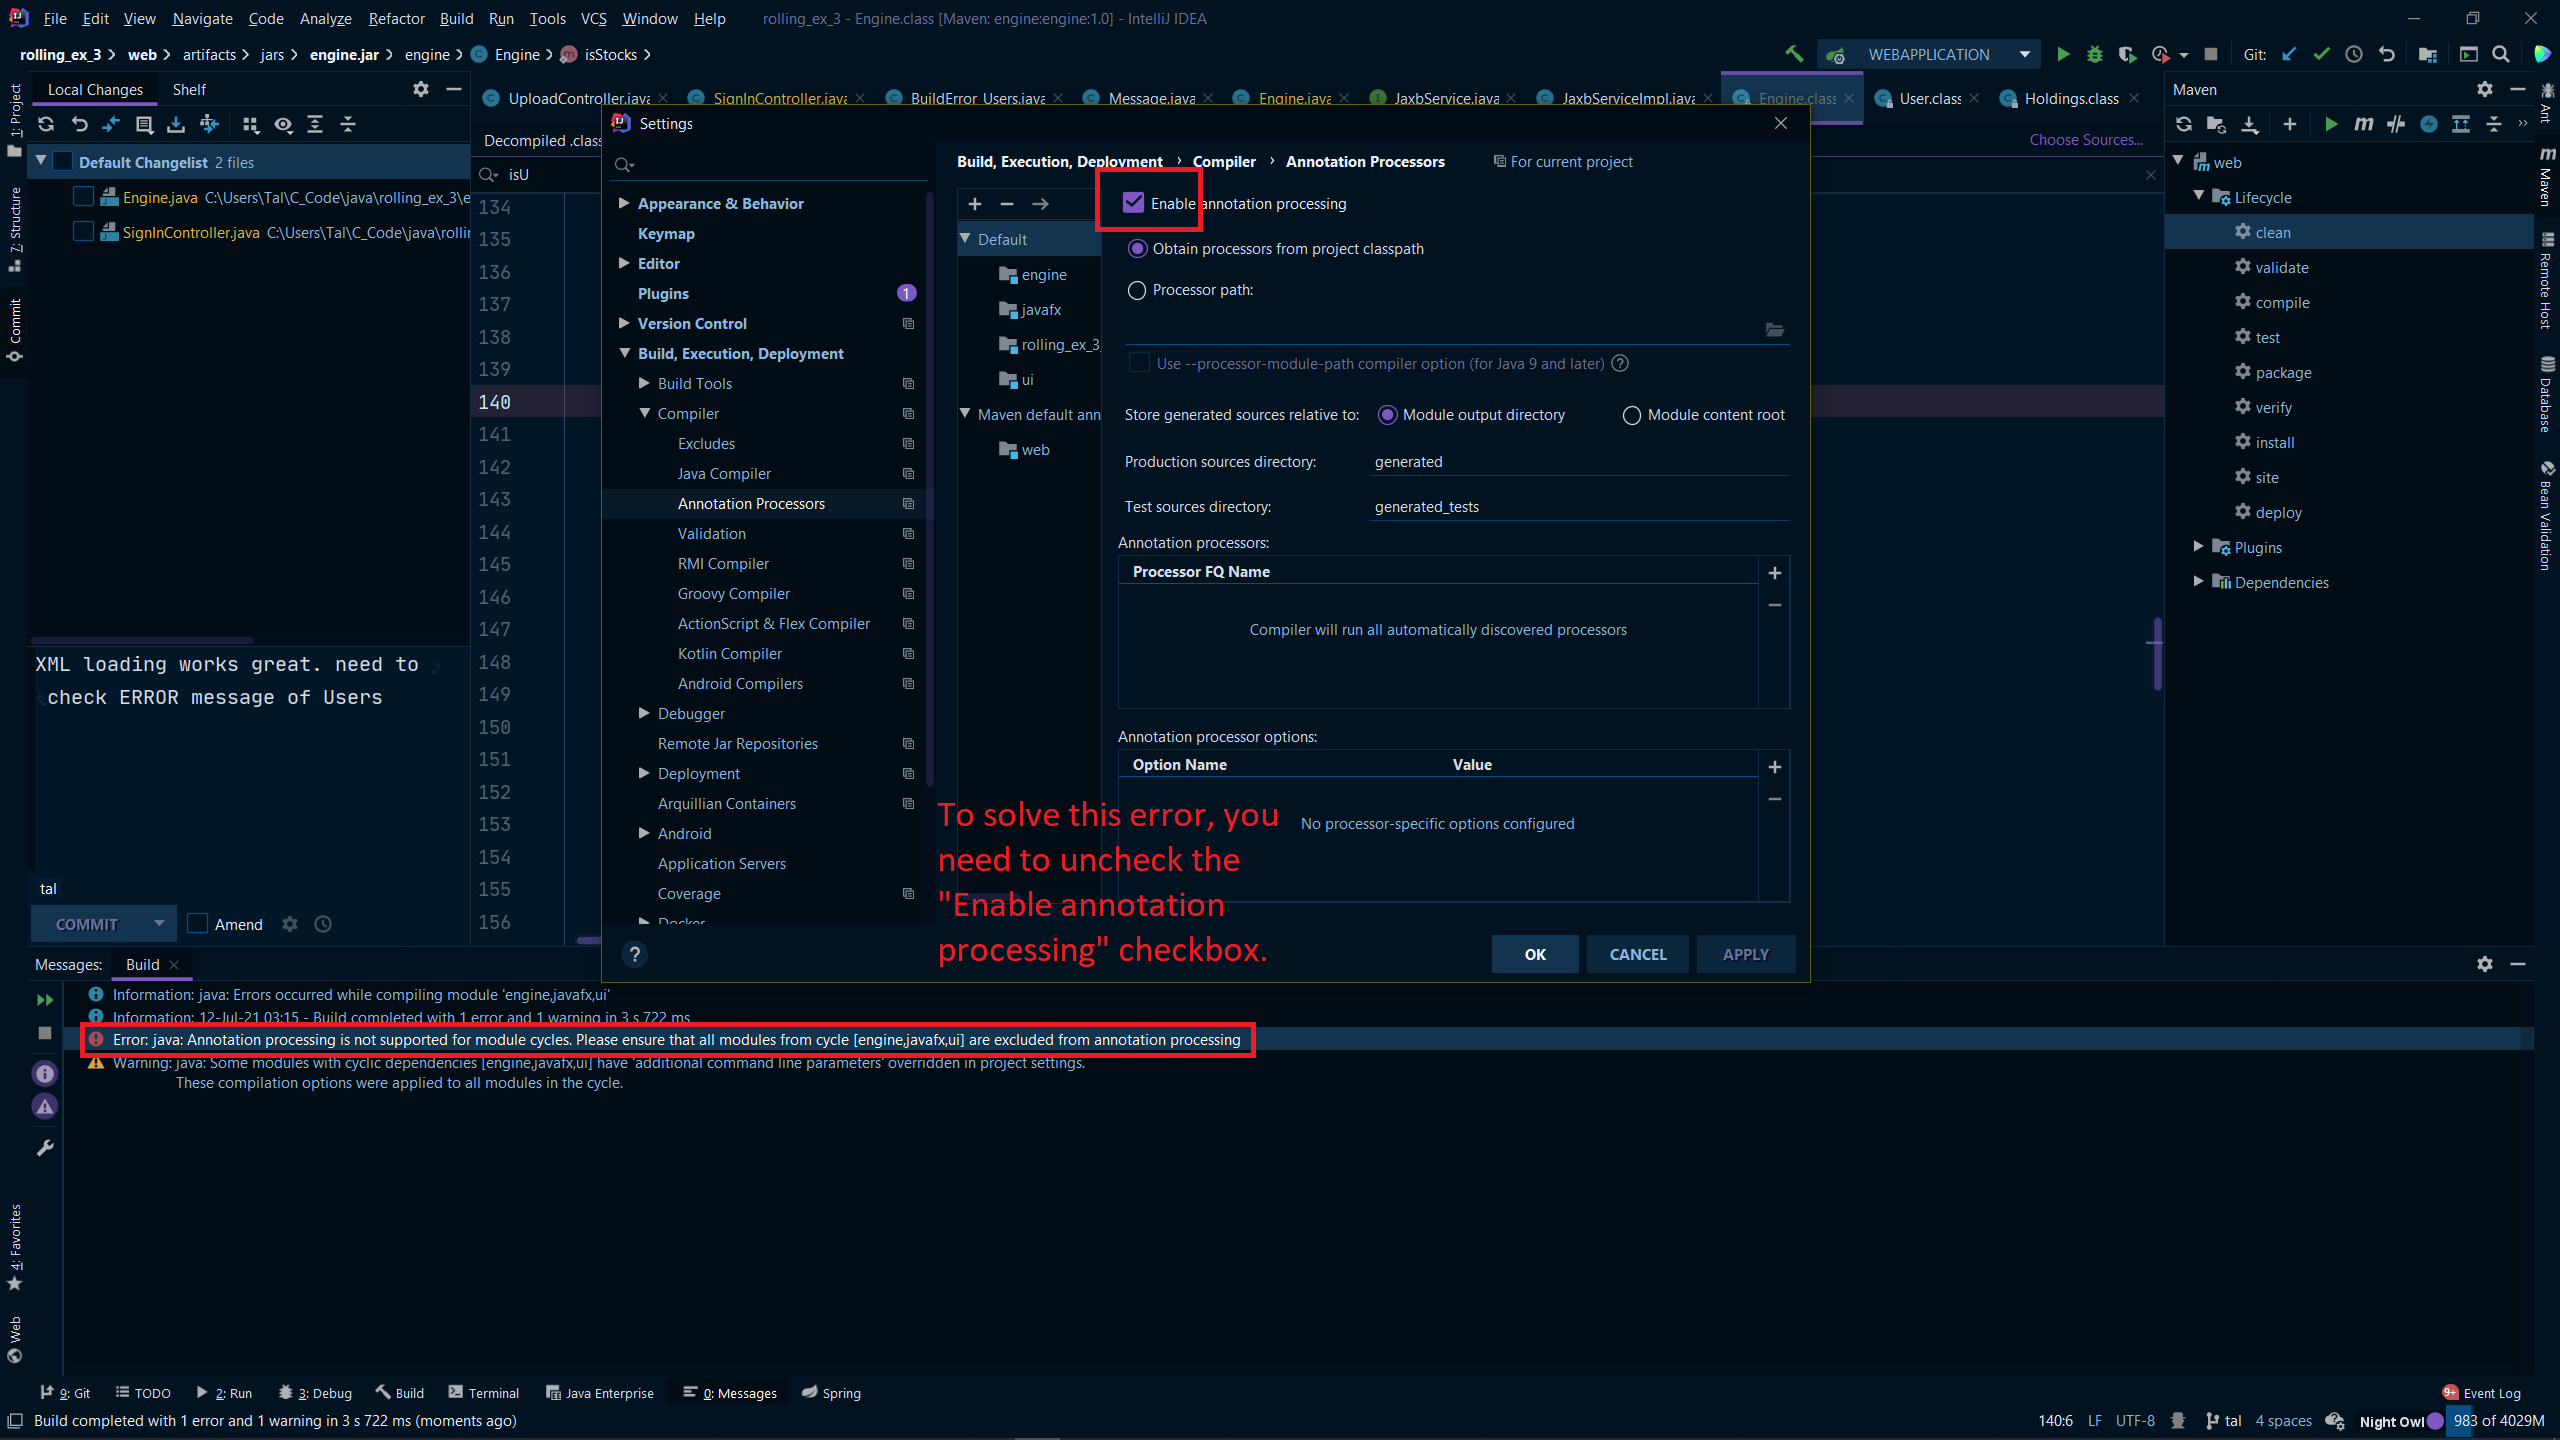 File Edit View Navigate Code Analyze Refactor Build Run Tools VCS Window Help rolling_ex_3 - Engine.class [Maven: engine:engine:1.0] - IntelliJ IDEA
rolling_ex_3 web artifacts jars engine.jar engine Engine isStocks WEBAPPLICATION Git:
Local Changes Shelf
UploadController.java SignInController.java BuildError_Users.java Message.java Engine.java JaxbService.java JaxbServiceImpl.java Engine.class User.class Holdings.class
Maven
Decompiled .class
Choose Sources...
isU
Default Changelist 2 files
Engine.java C:\Users\Tal\C_Code\java\rolling_ex_3\e
SignInController.java C:\Users\Tal\C_Code\java\rollin
1: Project
7: Structure
Commit
XML loading works great. need to
check ERROR message of Users
tal
COMMIT Amend
134
135
136
137
138
139
140
141
142
143
144
145
146
147
148
149
150
151
152
153
154
155
156
Settings
Appearance & Behavior
Keymap
Editor
Plugins 1
Version Control
Build, Execution, Deployment
Build Tools
Compiler
Excludes
Java Compiler
Annotation Processors
Validation
RMI Compiler
Groovy Compiler
ActionScript & Flex Compiler
Kotlin Compiler
Android Compilers
Debugger
Remote Jar Repositories
Deployment
Arquillian Containers
Android
Application Servers
Coverage
Docker
Build, Execution, Deployment › Compiler › Annotation Processors For current project
Default
engine
javafx
rolling_ex_3
ui
Maven default ann
web
Enable annotation processing
Obtain processors from project classpath
Processor path:
Use --processor-module-path compiler option (for Java 9 and later) ?
Store generated sources relative to: Module output directory Module content root
Production sources directory: generated
Test sources directory: generated_tests
Annotation processors:
Processor FQ Name
Compiler will run all automatically discovered processors
Annotation processor options:
Option Name Value
No processor-specific options configured
To solve this error, you
need to uncheck the
"Enable annotation
processing" checkbox.
? OK CANCEL APPLY
web
Lifecycle
clean
validate
compile
test
package
verify
install
site
deploy
Plugins
Dependencies
Ant
Maven
Remote Host
Database
Bean Validation
Messages: Build
Information: java: Errors occurred while compiling module 'engine,javafx,ui'
Information: 12-Jul-21 03:15 - Build completed with 1 error and 1 warning in 3 s 722 ms
Error: java: Annotation processing is not supported for module cycles. Please ensure that all modules from cycle [engine,javafx,ui] are excluded from annotation processing
Warning: java: Some modules with cyclic dependencies [engine,javafx,ui] have 'additional command line parameters' overridden in project settings.
These compilation options were applied to all modules in the cycle.
4: Favorites
Web
9: Git TODO 2: Run 3: Debug Build Terminal Java Enterprise 0: Messages Spring 9+ Event Log
Build completed with 1 error and 1 warning in 3 s 722 ms (moments ago) 140:6 LF UTF-8 tal 4 spaces Night Owl 983 of 4029M